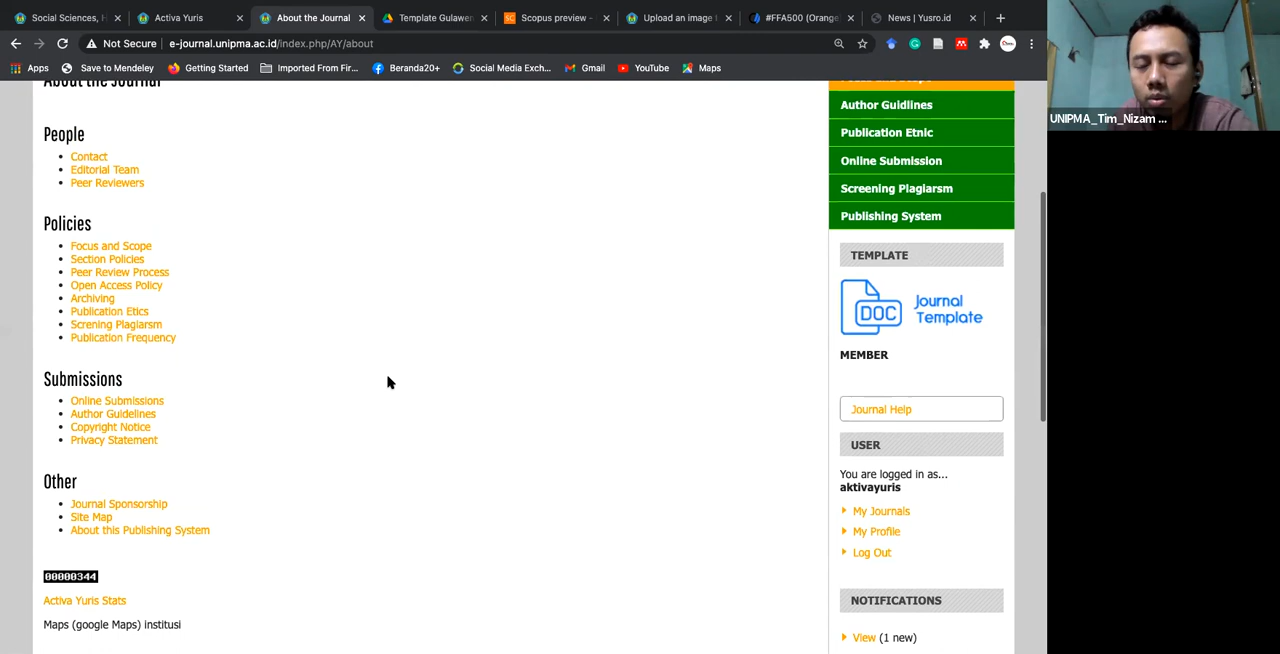 Social Sciences, H
Activa Yuris
About the Journal
Template Gulawen
Scopus preview -
Upload an image
#FFA500 (Orange
News | Yusro.id
Not Secure
e-journal.unipma.ac.id/index.php/AY/about
Apps
Save to Mendeley
Getting Started
Imported From Fir...
Beranda20+
Social Media Exch...
Gmail
YouTube
Maps
About the Journal
People
Contact
Editorial Team
Peer Reviewers
Policies
Focus and Scope
Section Policies
Peer Review Process
Open Access Policy
Archiving
Publication Etics
Screning Plagiarsm
Publication Frequency
Submissions
Online Submissions
Author Guidelines
Copyright Notice
Privacy Statement
Other
Journal Sponsorship
Site Map
About this Publishing System
00000344
Activa Yuris Stats
Maps (google Maps) institusi
Focus and Scope
Author Guidlines
Publication Etnic
Online Submission
Screening Plagiarsm
Publishing System
TEMPLATE
DOC
Journal
Template
MEMBER
Journal Help
USER
You are logged in as...
aktivayuris
My Journals
My Profile
Log Out
NOTIFICATIONS
View (1 new)
UNIPMA_Tim_Nizam ...